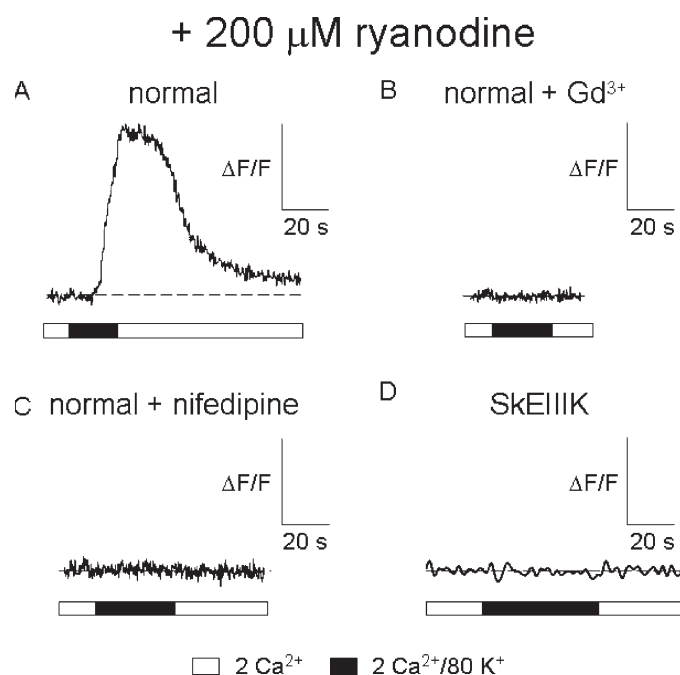 + 200 μM ryanodine
A normal
ΔF/F
20 s
B normal + Gd³⁺
ΔF/F
20 s
C normal + nifedipine
ΔF/F
20 s
D SkEIIIK
ΔF/F
20 s
2 Ca²⁺ 2 Ca²⁺/80 K⁺